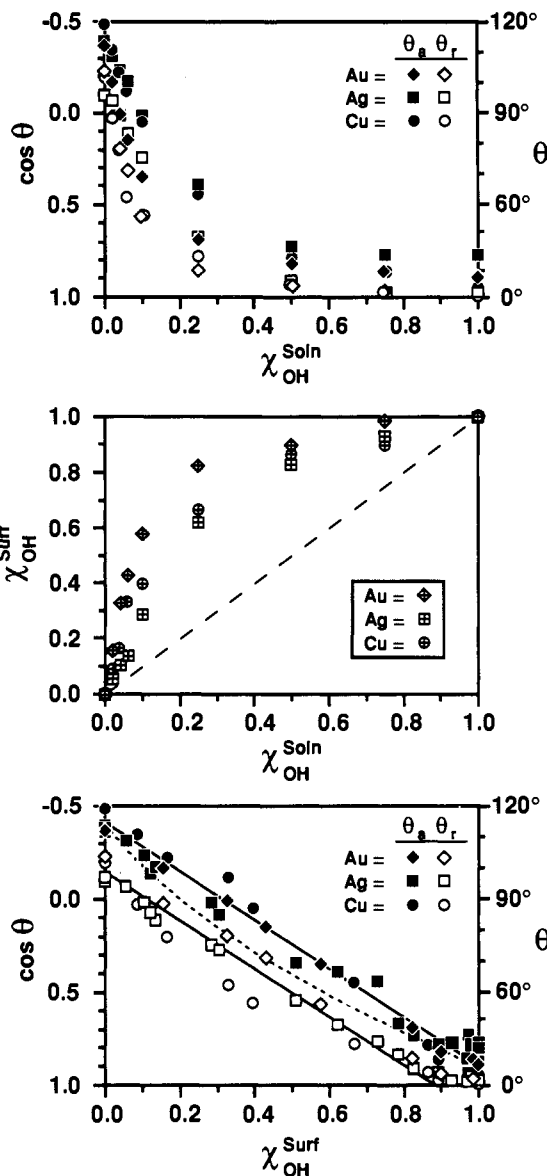 -0.5
0.0
0.5
1.0
cos θ
120°
90°
60°
0°
θ
θa θr
Au =
Ag =
Cu =
0.0 0.2 0.4 0.6 0.8 1.0
χ Soln OH
1.0
0.8
0.6
0.4
0.2
0.0
χ Surf OH
Au =
Ag =
Cu =
0.0 0.2 0.4 0.6 0.8 1.0
χ Soln OH
-0.5
0.0
0.5
1.0
cos θ
120°
90°
60°
0°
θ
θa θr
Au =
Ag =
Cu =
0.0 0.2 0.4 0.6 0.8 1.0
χ Surf OH